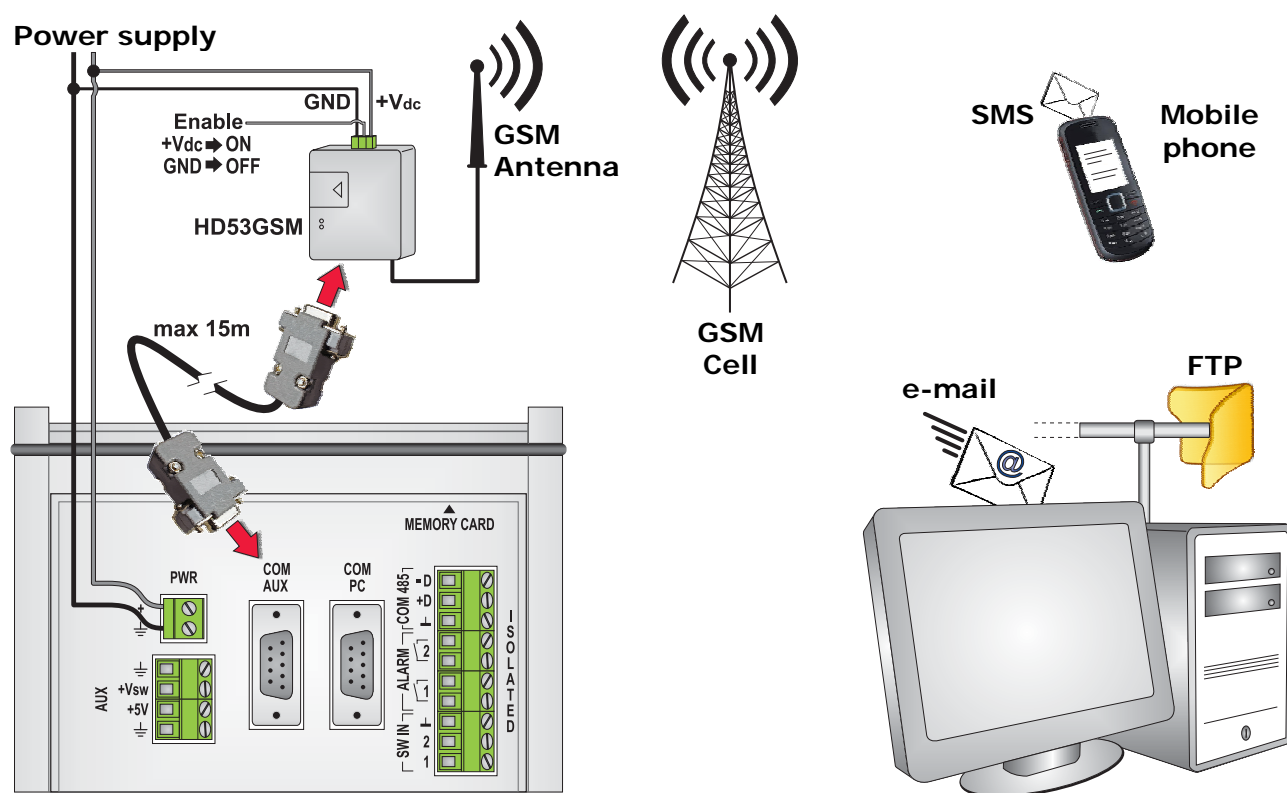 Power supply
GND
+Vdc
Enable
+Vdc ➡ ON
GND ➡ OFF
HD53GSM
GSM
Antenna
GSM
Cell
SMS
Mobile
phone
max 15m
e-mail
@
FTP
MEMORY CARD
PWR
+
COM
AUX
COM
PC
AUX
+Vsw
+5V
COM 485
-D
+D
ALARM
2
1
SW IN
2
1
ISOLATED